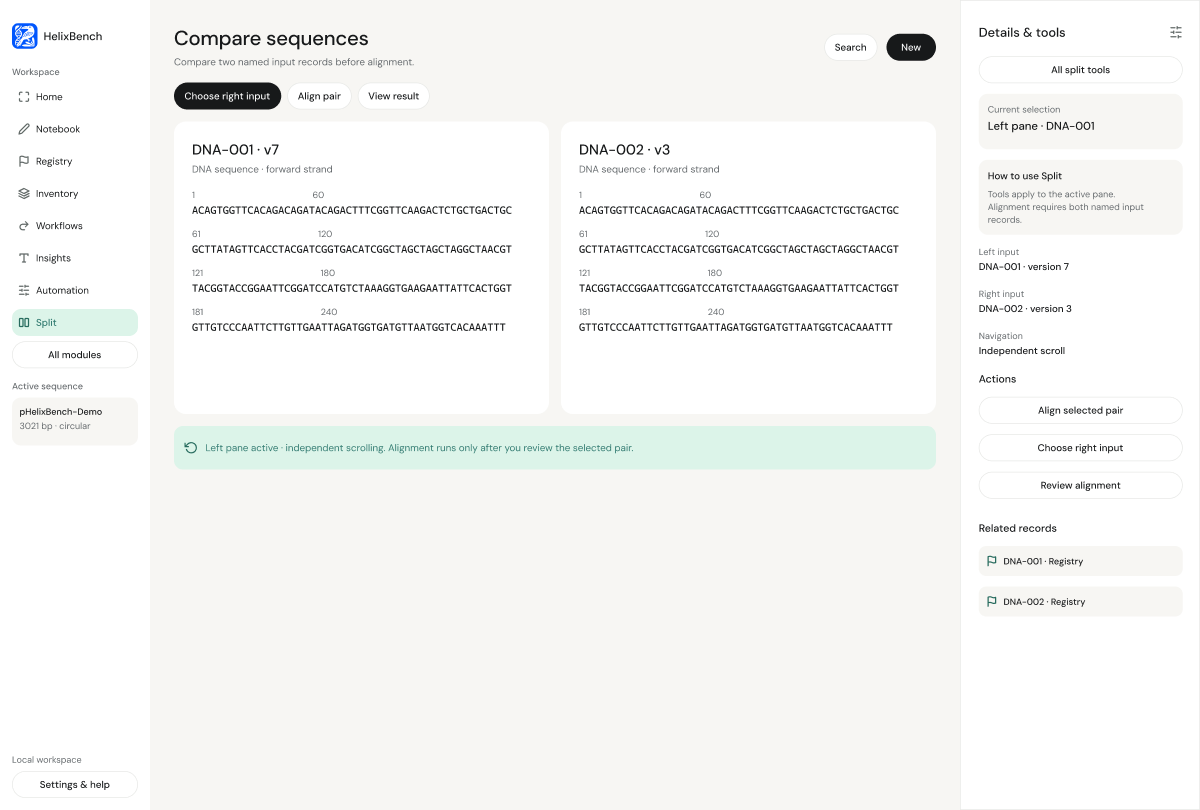 HelixBench
Workspace
Home
Notebook
Registry
Inventory
Workflows
Insights
Automation
Split
All modules
Active sequence
pHelixBench-Demo
3021 bp · circular
Local workspace
Settings & help
Compare sequences
Compare two named input records before alignment.
Search
New
Choose right input
Align pair
View result
DNA-001 · v7
DNA sequence · forward strand
1 60
ACAGTGGTTCACAGACAGATACAGACTTTCGGTTCAAGACTCTGCTGACTGC
61 120
GCTTATAGTTCACCTACGATCGGTGACATCGGCTAGCTAGCTAGGCTAACGT
121 180
TACGGTACCGGAATTCGGATCCATGTCTAAAGGTGAAGAATTATTCACTGGT
181 240
GTTGTCCCAATTCTTGTTGAATTAGATGGTGATGTTAATGGTCACAAATTT
DNA-002 · v3
DNA sequence · forward strand
1 60
ACAGTGGTTCACAGACAGATACAGACTTTCGGTTCAAGACTCTGCTGACTGC
61 120
GCTTATAGTTCACCTACGATCGGTGACATCGGCTAGCTAGCTAGGCTAACGT
121 180
TACGGTACCGGAATTCGGATCCATGTCTAAAGGTGAAGAATTATTCACTGGT
181 240
GTTGTCCCAATTCTTGTTGAATTAGATGGTGATGTTAATGGTCACAAATTT
Left pane active · independent scrolling. Alignment runs only after you review the selected pair.
Details & tools
All split tools
Current selection
Left pane · DNA-001
How to use Split
Tools apply to the active pane.
Alignment requires both named input
records.
Left input
DNA-001 · version 7
Right input
DNA-002 · version 3
Navigation
Independent scroll
Actions
Align selected pair
Choose right input
Review alignment
Related records
DNA-001 · Registry
DNA-002 · Registry